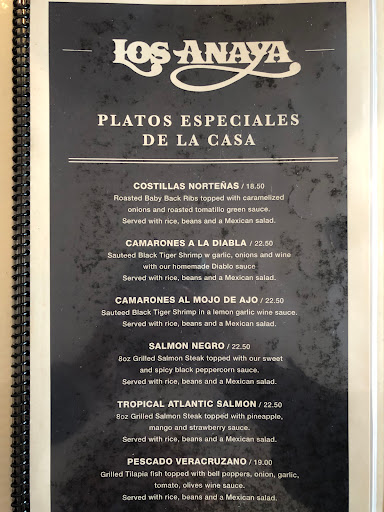 LOS ANAYA
PLATOS ESPECIALES
DE LA CASA
COSTILLAS NORTEÑAS / 18.50
Roasted Baby Back Ribs topped with caramelized
onions and roasted tomatillo green sauce.
Served with rice, beans and a Mexican salad.
CAMARONES A LA DIABLA / 22.50
Sauteed Black Tiger Shrimp w garlic, onions and wine
with our homemade Diablo sauce
Served with rice, beans and a Mexican salad.
CAMARONES AL MOJO DE AJO / 22.50
Sauteed Black Tiger Shrimp in a lemon garlic wine sauce.
Served with rice, beans and a Mexican salad.
SALMON NEGRO / 22.50
8oz Grilled Salmon Steak topped with our sweet
and spicy black peppercorn sauce.
Served with rice, beans and a Mexican salad.
TROPICAL ATLANTIC SALMON / 22.50
8oz Grilled Salmon Steak topped with pineapple,
mango and strawberry sauce.
Served with rice, beans and a Mexican salad.
PESCADO VERACRUZANO / 19.00
Grilled Tilapia fish topped with bell peppers, onion, garlic,
tomato, olives wine sauce.
Served with rice, beans and a Mexican salad.